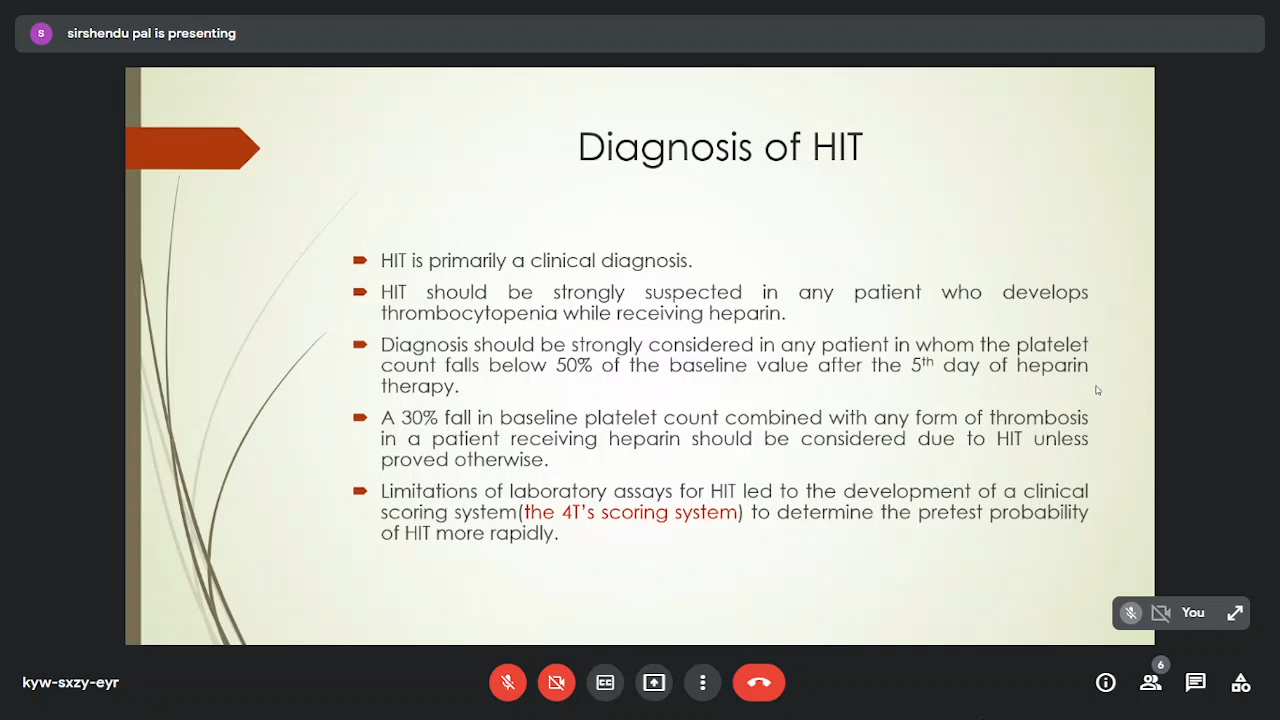 S
sirshendu pal is presenting
Diagnosis of HIT
HIT is primarily a clinical diagnosis.
HIT should be strongly suspected in any patient who develops
thrombocytopenia while receiving heparin.
Diagnosis should be strongly considered in any patient in whom the platelet
count falls below 50% of the baseline value after the 5th day of heparin
therapy.
A 30% fall in baseline platelet count combined with any form of thrombosis
in a patient receiving heparin should be considered due to HIT unless
proved otherwise.
Limitations of laboratory assays for HIT led to the development of a clinical
scoring system(the 4T's scoring system) to determine the pretest probability
of HIT more rapidly.
You
kyw-sxzy-eyr
CC
6